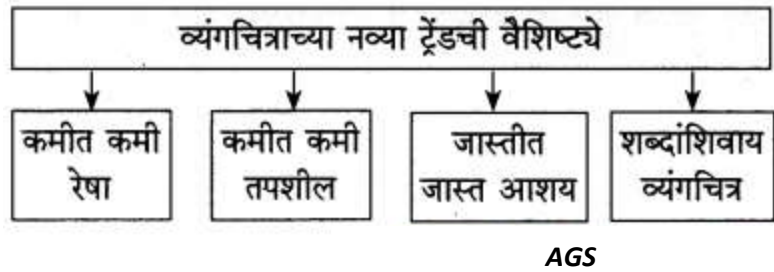 व्यंगचित्राच्या नव्या ट्रेंडची वैशिष्ट्ये
कमीत कमी
रेषा
कमीत कमी
तपशील
जास्तीत
जास्त आशय
शब्दांशिवाय
व्यंगचित्र
AGS